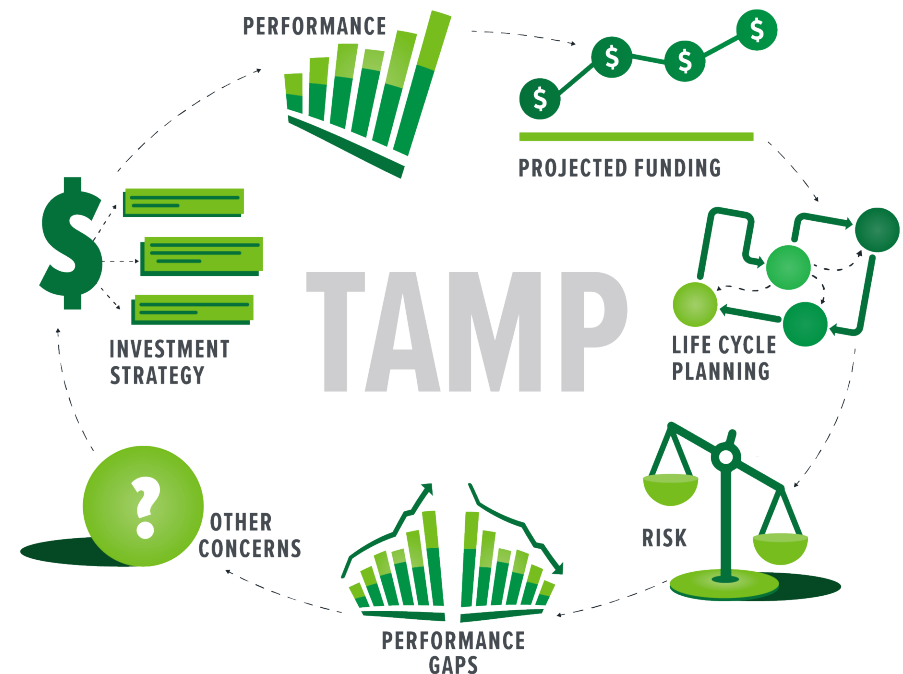 PERFORMANCE
$
$
$
$
PROJECTED FUNDING
$
INVESTMENT
STRATEGY
TAMP
LIFE CYCLE
PLANNING
?
OTHER
CONCERNS
RISK
PERFORMANCE
GAPS